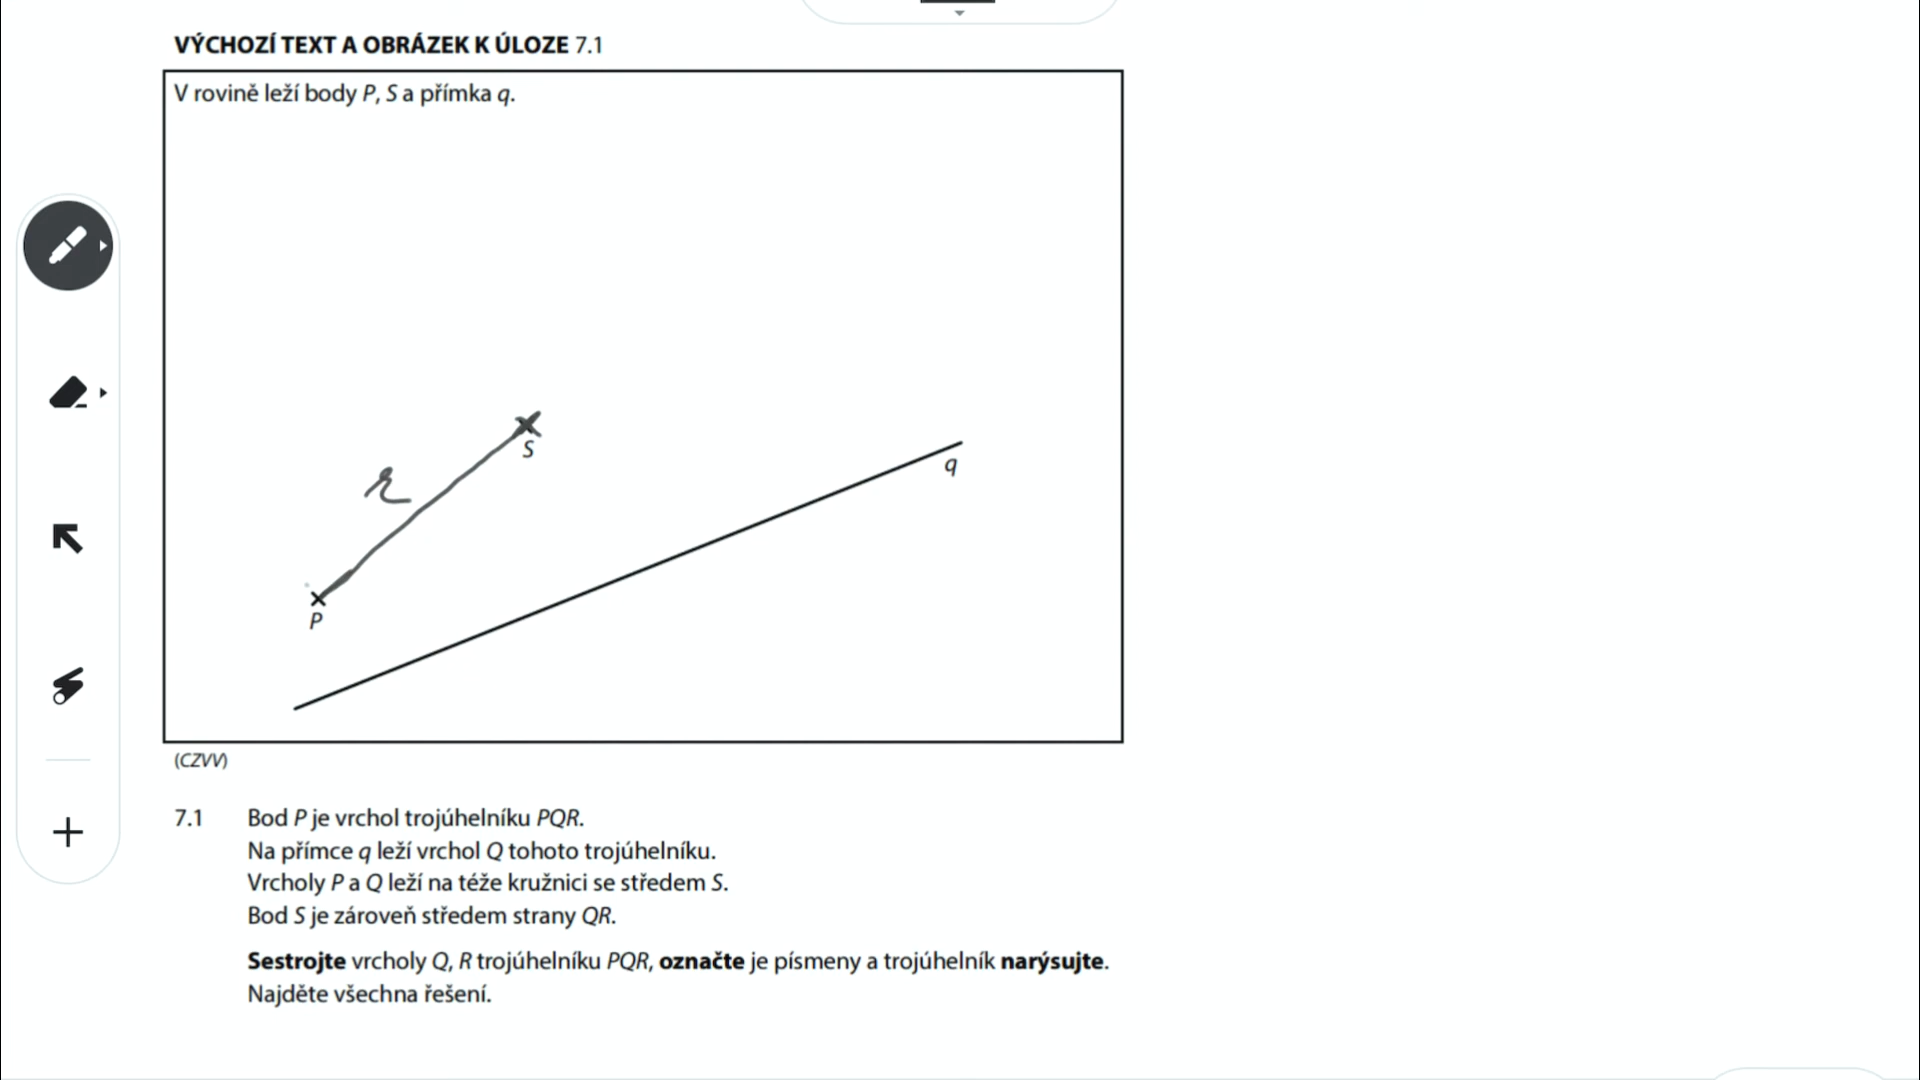 VÝCHOZÍ TEXT A OBRÁZEK K ÚLOZE 7.1
V rovině leží body P, S a přímka q.
S
r
q
P
(CZVV)
7.1 Bod P je vrchol trojúhelníku PQR.
Na přímce q leží vrchol Q tohoto trojúhelníku.
Vrcholy P a Q leží na téže kružnici se středem S.
Bod S je zároveň středem strany QR.
Sestrojte vrcholy Q, R trojúhelníku PQR, označte je písmeny a trojúhelník narýsujte.
Najděte všechna řešení.